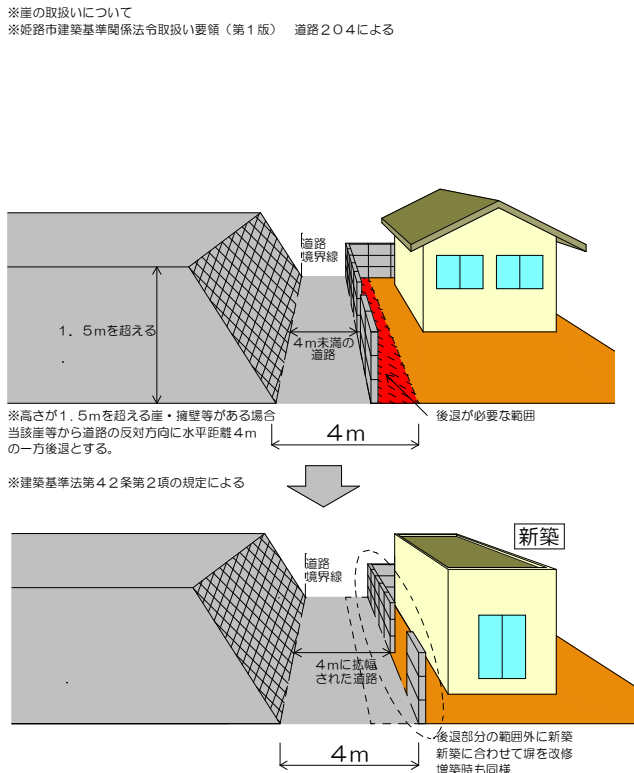 ※崖の取扱いについて
※姫路市建築基準関係法令取扱い要領（第１版）　道路２０４による
道路
境界線
１．５ｍを超える
４ｍ未満の
道路
※高さが１.５ｍを超える崖・擁壁等がある場合
当該崖等から道路の反対方向に水平距離４ｍ
の一方後退とする。
後退が必要な範囲
４ｍ
※建築基準法第４２条第２項の規定による
新築
道路
境界線
４ｍに拡幅
された道路
後退部分の範囲外に新築
新築に合わせて塀を改修
増築時も同様
４ｍ